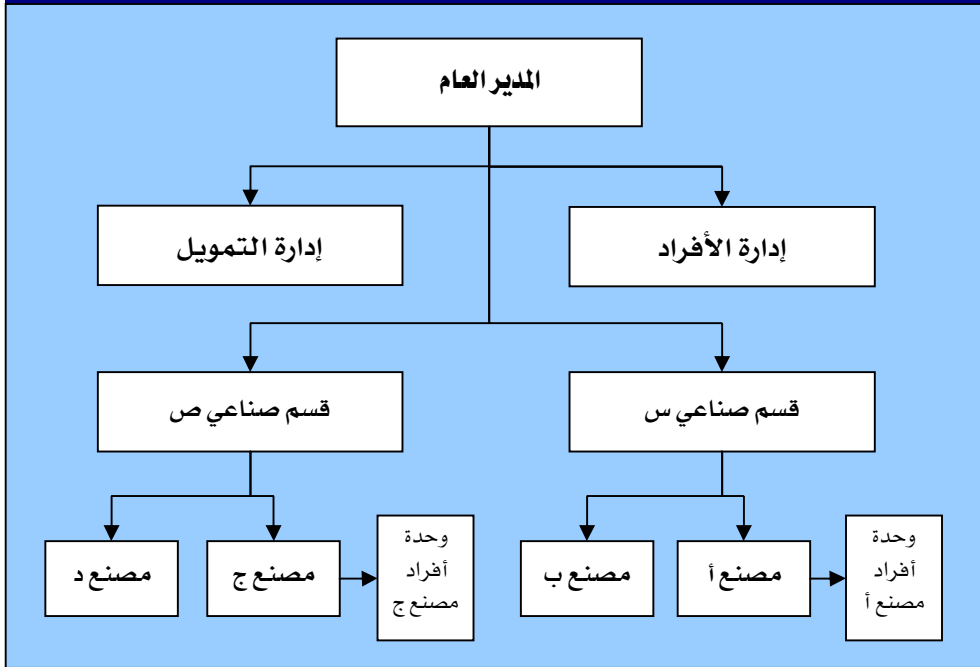 المدير العام
إدارة الأفراد
إدارة التمويل
قسم صناعي س
قسم صناعي ص
وحدة
أفراد
مصنع أ
مصنع أ
مصنع ب
وحدة
أفراد
مصنع ج
مصنع ج
مصنع د